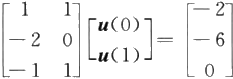 1 1 u(0) -2
-2 0 = -6
-1 1 u(1) 0